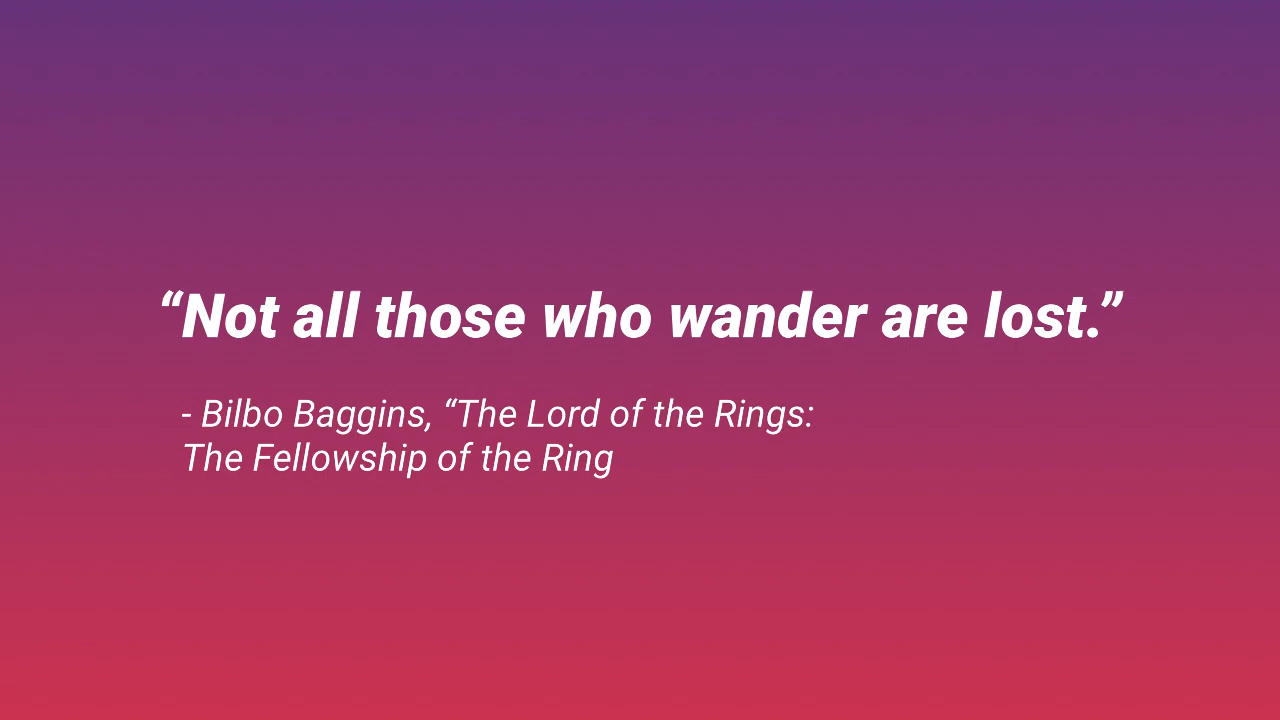 “Not all those who wander are lost.”
- Bilbo Baggins, “The Lord of the Rings:
The Fellowship of the Ring